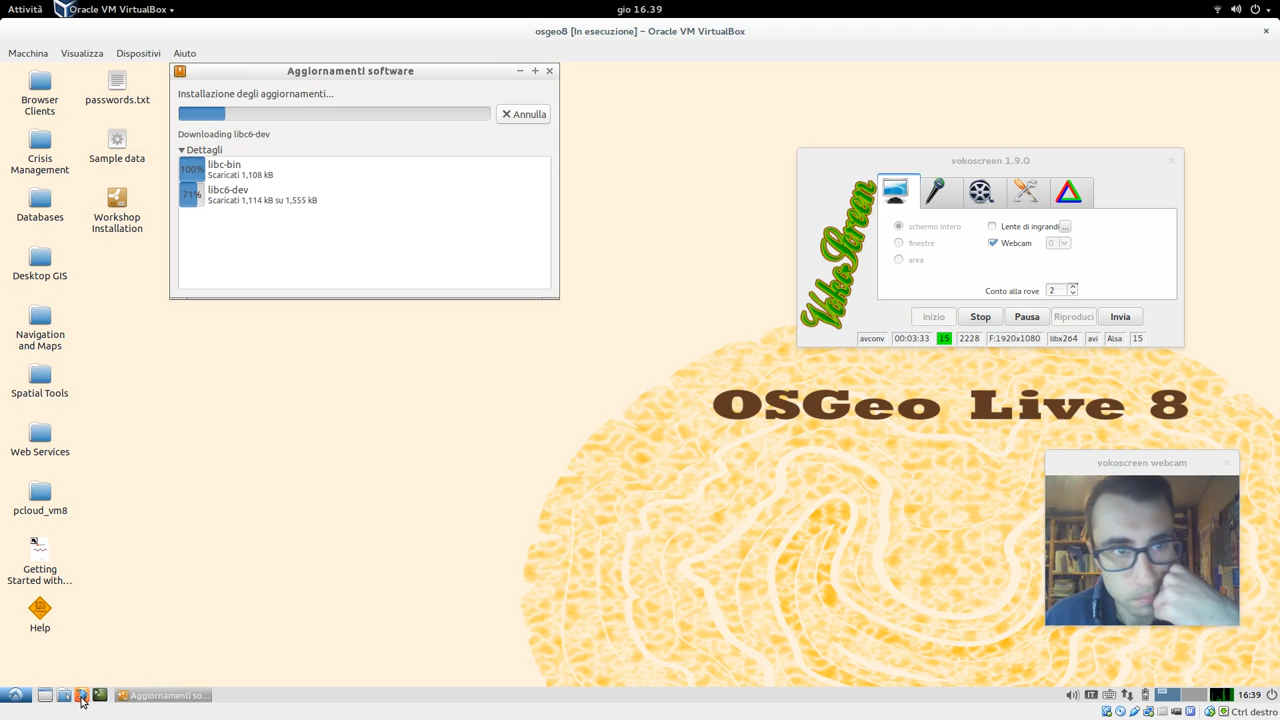 Attività
Oracle VM VirtualBox
gio 16.39
osgeo8 [In esecuzione] – Oracle VM VirtualBox
Macchina
Visualizza
Dispositivi
Aiuto
Browser
Clients
passwords.txt
Crisis
Management
Sample data
Databases
Workshop
Installation
Desktop GIS
Navigation
and Maps
Spatial Tools
Web Services
pcloud_vm8
Getting
Started with…
Help
Aggiornamenti software
Installazione degli aggiornamenti...
Annulla
Downloading libc6-dev
Dettagli
100%
libc-bin
Scaricati 1,108 kB
71%
libc6-dev
Scaricati 1,114 kB su 1,555 kB
vokoscreen 1.9.0
VokoScreen
schermo intero
Lente di ingrandi
...
finestre
Webcam
0
area
Conto alla rove
2
inizio
Stop
Pausa
Riproduci
Invia
avconv
00:03:33
15
2228
F:1920x1080
libx264
avi
Alsa
15
OSGeo Live 8
vokoscreen webcam
Aggiornamenti so...
IT
16:39
Ctrl destro